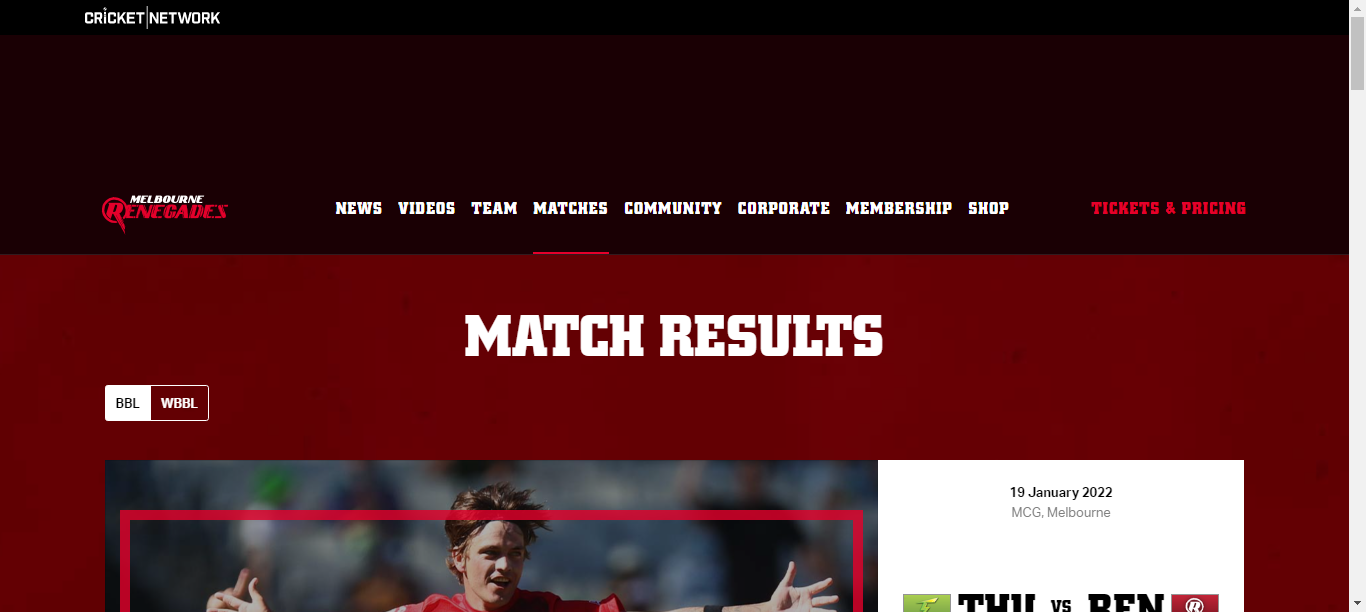 CRICKET NETWORK
MELBOURNE
RENEGADES
NEWS VIDEOS TEAM MATCHES COMMUNITY CORPORATE MEMBERSHIP SHOP
TICKETS & PRICING
MATCH RESULTS
BBL WBBL
19 January 2022
MCG, Melbourne
THU VS REN